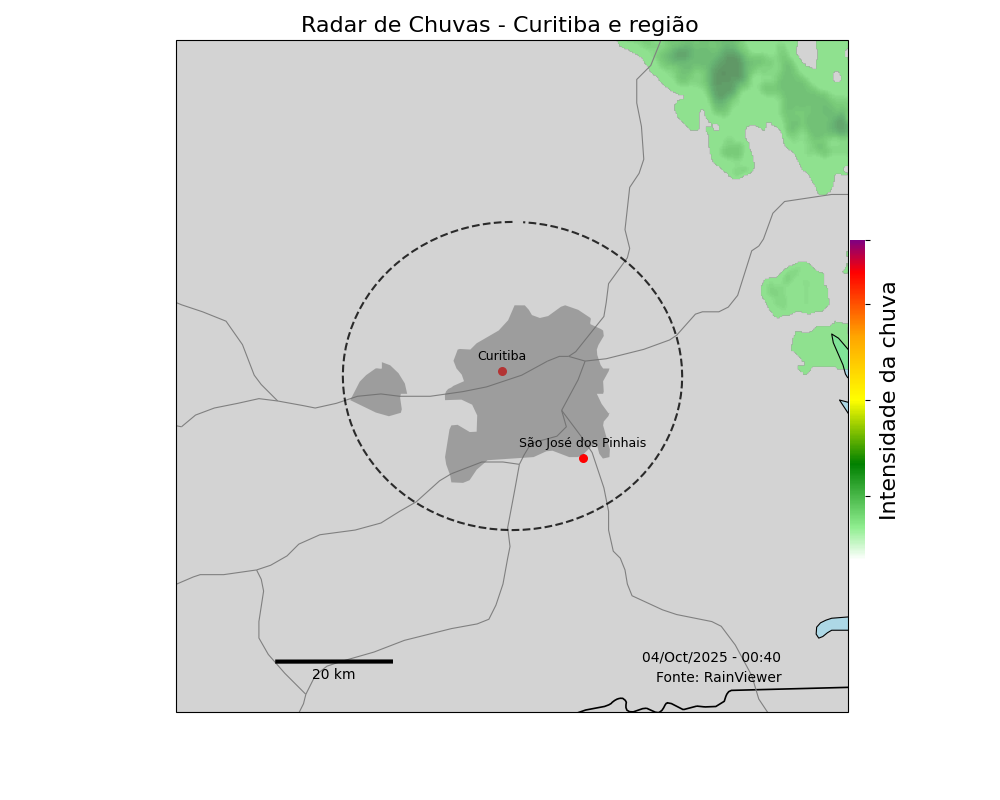 Radar de Chuvas - Curitiba e região
Curitiba
São José dos Pinhais
Intensidade da chuva
04/Oct/2025 - 00:40
Fonte: RainViewer
20 km